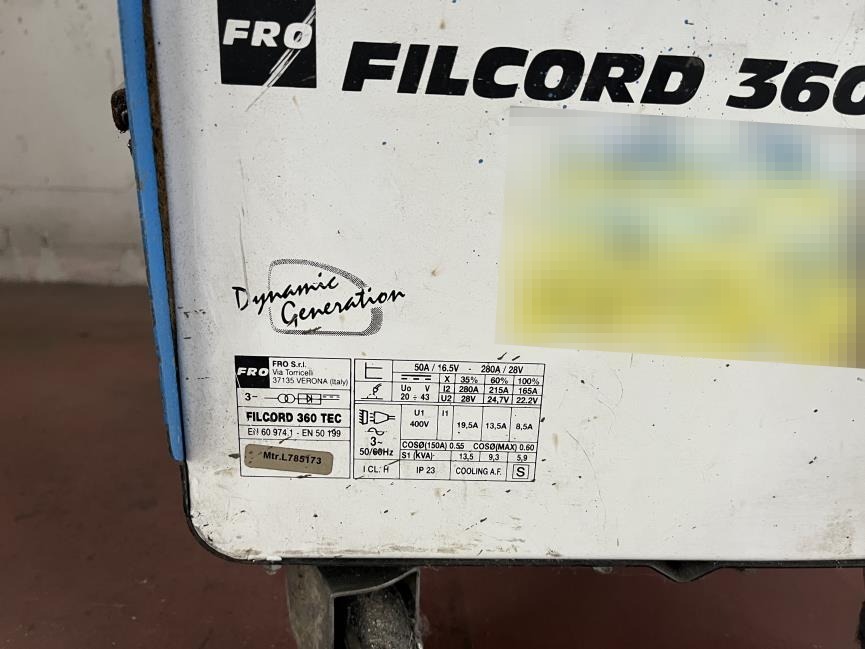 FRO
FILCORD 360
Dynamic
Generation
FRO
FRO S.r.l.
Via Torricelli
37135 VERONA (Italy)
3~
FILCORD 360 TEC
EN 60 974.1 - EN 50 199
Mtr.L785173
50A / 16.5V - 280A / 28V
X 35% 60% 100%
Uo V I2 280A 215A 165A
20 ÷ 43 U2 28V 24,7V 22.2V
U1 I1
400V 19,5A 13,5A 8,5A
3~
50/60Hz
COSØ(150A) 0.55 COSØ(MAX) 0.60
S1 (KVA) 13,5 9,3 5,9
I CL. H IP 23 COOLING A.F. S